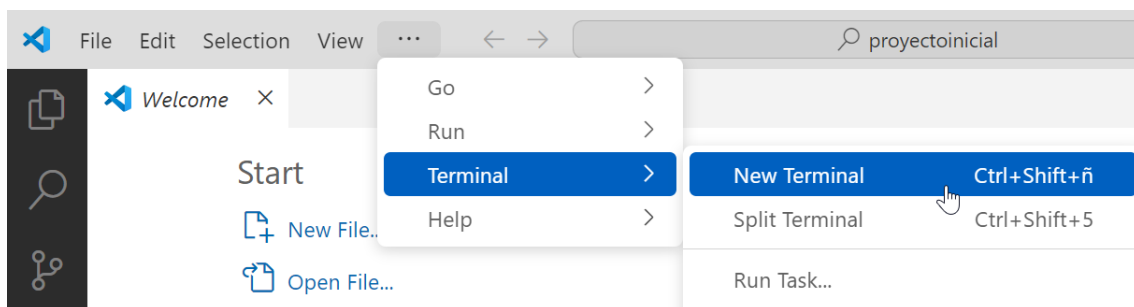 File Edit Selection View ... proyectoinicial
Welcome
Go
Run
Start
Terminal
New Terminal Ctrl+Shift+ñ
New File..
Help
Split Terminal Ctrl+Shift+5
Open File...
Run Task...